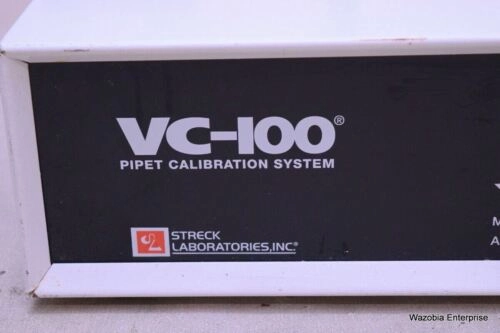 VC-100®
PIPET CALIBRATION SYSTEM
STRECK
LABORATORIES,INC.®
Wazobia Enterprise